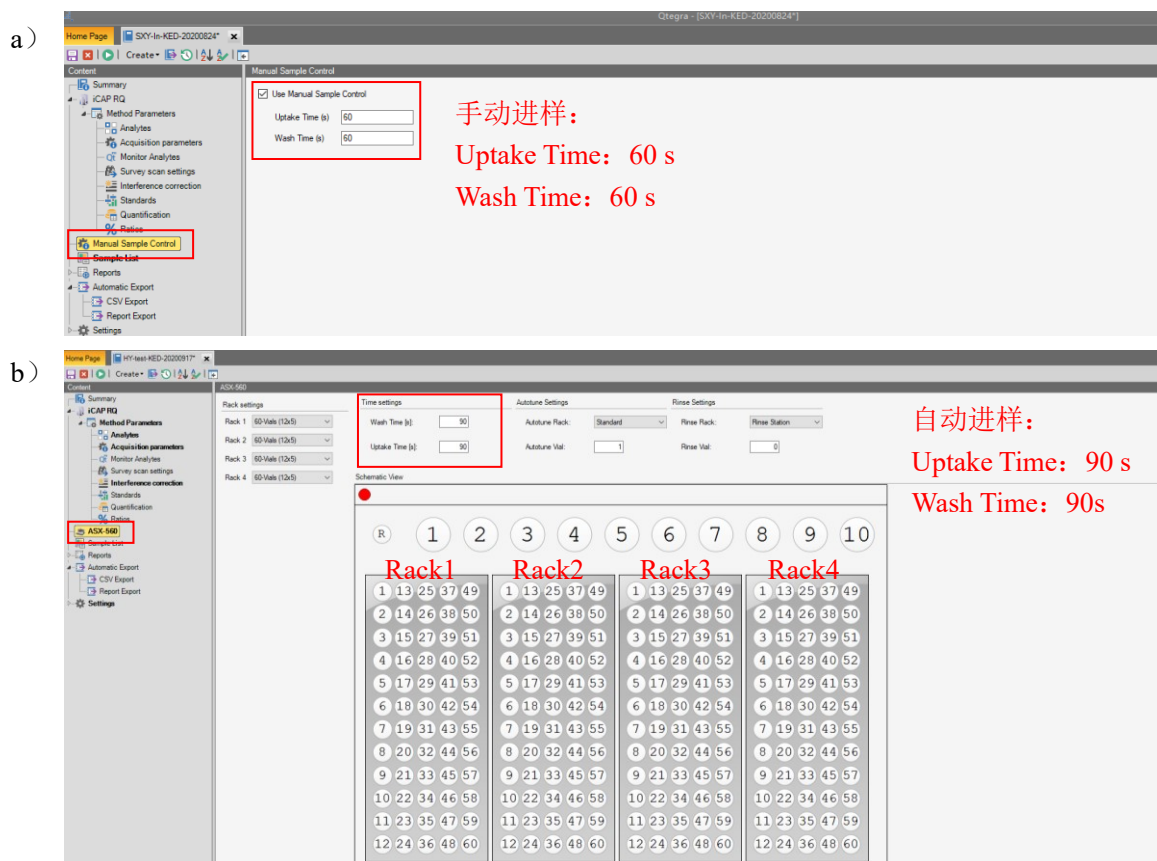 a）
Qtegra - [SXY-In-KED-20200824*]
Home Page SXY-In-KED-20200824*
Create
Content
Manual Sample Control
Summary
iCAP RQ
Method Parameters
Analytes
Acquisition parameters
Monitor Analytes
Survey scan settings
Interference correction
Standards
Quantification
Ratios
Manual Sample Control
Sample List
Reports
Automatic Export
CSV Export
Report Export
Settings
Use Manual Sample Control
Uptake Time (s) 60
Wash Time (s) 60
手动进样：
Uptake Time：60 s
Wash Time：60 s
b）
Home Page HY-test-KED-20200917*
Create
Content
ASX-560
Summary
iCAP RQ
Method Parameters
Analytes
Acquisition parameters
Monitor Analytes
Survey scan settings
Interference correction
Standards
Quantification
Ratios
ASX-560
Sample List
Reports
Automatic Export
CSV Export
Report Export
Settings
Rack settings
Rack 1 60-Vials (12x5)
Rack 2 60-Vials (12x5)
Rack 3 60-Vials (12x5)
Rack 4 60-Vials (12x5)
Time settings
Wash Time [s]: 90
Uptake Time [s]: 90
Autotune Settings
Autotune Rack: Standard
Autotune Vial: 1
Rinse Settings
Rinse Rack: Rinse Station
Rinse Vial: 0
自动进样：
Uptake Time：90 s
Wash Time：90s
Schematic View
R 1 2 3 4 5 6 7 8 9 10
Rack1 Rack2 Rack3 Rack4
1 13 25 37 49 1 13 25 37 49 1 13 25 37 49 1 13 25 37 49
2 14 26 38 50 2 14 26 38 50 2 14 26 38 50 2 14 26 38 50
3 15 27 39 51 3 15 27 39 51 3 15 27 39 51 3 15 27 39 51
4 16 28 40 52 4 16 28 40 52 4 16 28 40 52 4 16 28 40 52
5 17 29 41 53 5 17 29 41 53 5 17 29 41 53 5 17 29 41 53
6 18 30 42 54 6 18 30 42 54 6 18 30 42 54 6 18 30 42 54
7 19 31 43 55 7 19 31 43 55 7 19 31 43 55 7 19 31 43 55
8 20 32 44 56 8 20 32 44 56 8 20 32 44 56 8 20 32 44 56
9 21 33 45 57 9 21 33 45 57 9 21 33 45 57 9 21 33 45 57
10 22 34 46 58 10 22 34 46 58 10 22 34 46 58 10 22 34 46 58
11 23 35 47 59 11 23 35 47 59 11 23 35 47 59 11 23 35 47 59
12 24 36 48 60 12 24 36 48 60 12 24 36 48 60 12 24 36 48 60